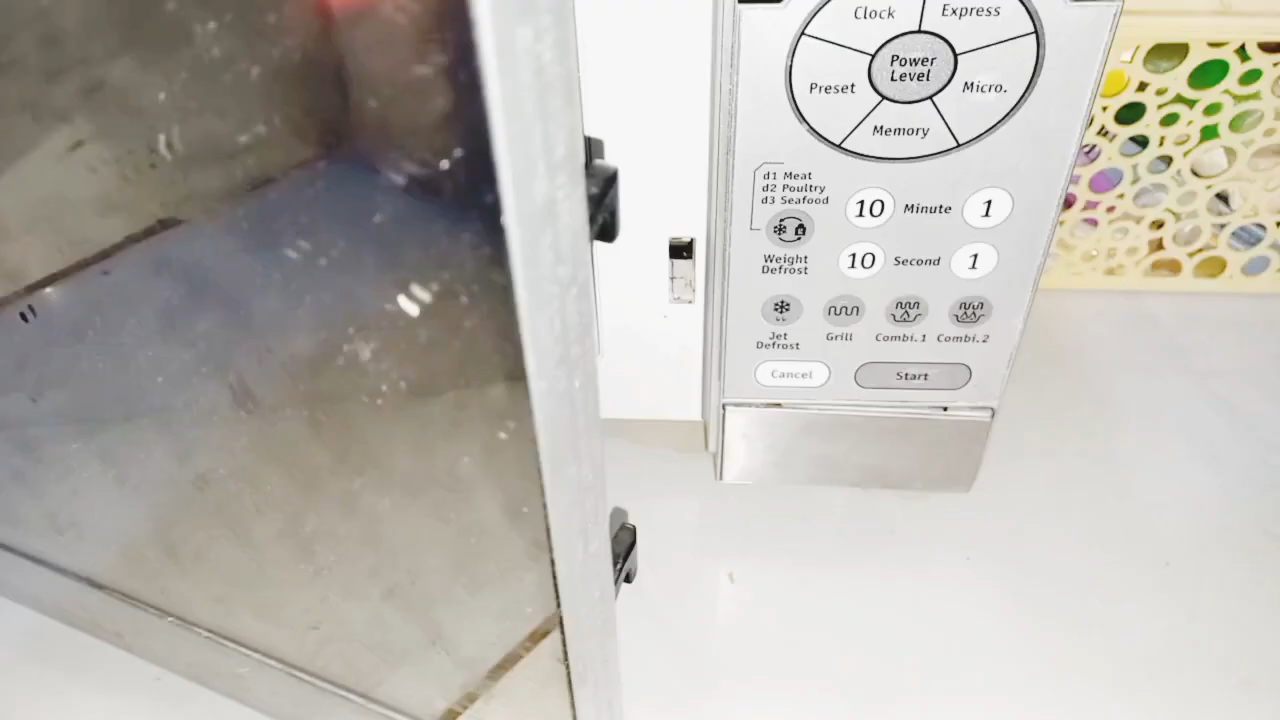 Clock Express
Power
Level
Preset Micro.
Memory
d1 Meat
d2 Poultry
d3 Seafood
10 Minute 1
Weight
Defrost
10 Second 1
Jet
Defrost
Grill Combi.1 Combi.2
Cancel Start